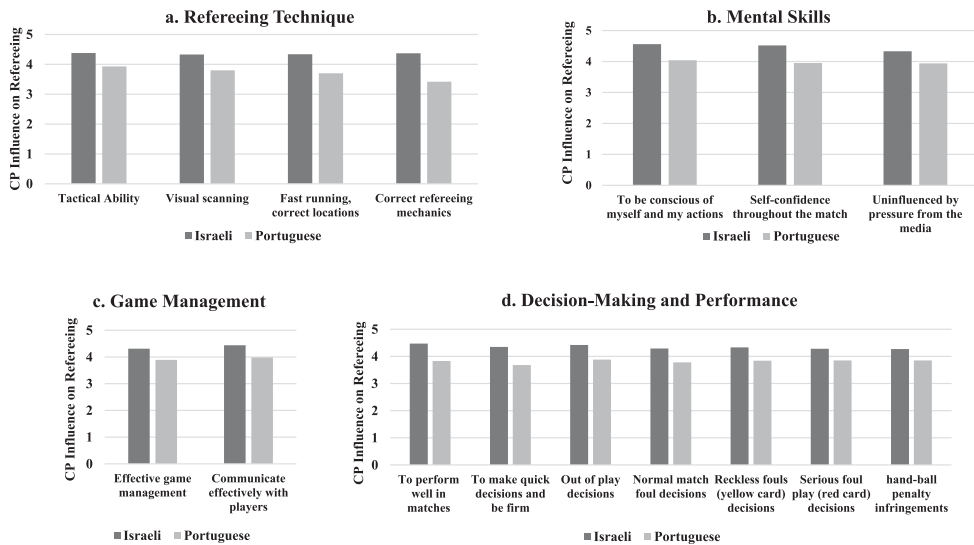 a. Refereeing Technique
CP Influence on Refereeing
5
4
3
2
1
0
Tactical Ability
Visual scanning
Fast running,
correct locations
Correct refereeing
mechanics
Israeli
Portuguese
b. Mental Skills
CP Influence on Refereeing
5
4
3
2
1
0
To be conscious of
myself and my actions
Self-confidence
throughout the match
Uninfluenced by
pressure from the
media
Israeli
Portuguese
c. Game Management
CP Influence on Refereeing
5
4
3
2
1
0
Effective game
management
Communicate
effectively with
players
Israeli
Portuguese
d. Decision-Making and Performance
CP Influence on Refereeing
5
4
3
2
1
0
To perform
well in
matches
To make quick
decisions and
be firm
Out of play
decisions
Normal match
foul decisions
Reckless fouls
(yellow card)
decisions
Serious foul
play (red card)
decisions
hand-ball
penalty
infringements
Israeli
Portuguese